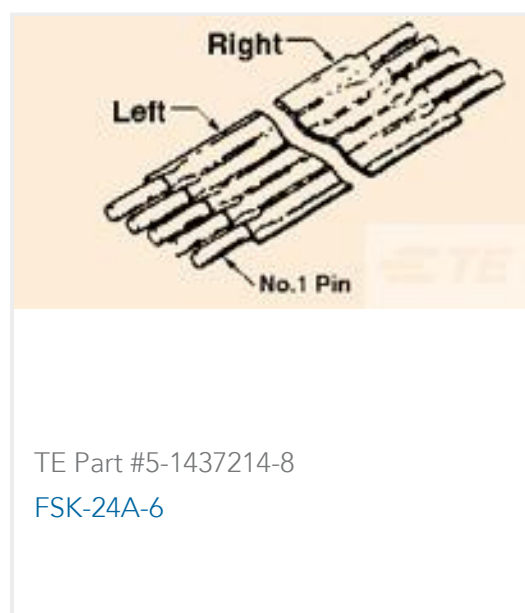 Right
Left
No.1 Pin
TE
TE Part #5-1437214-8
FSK-24A-6